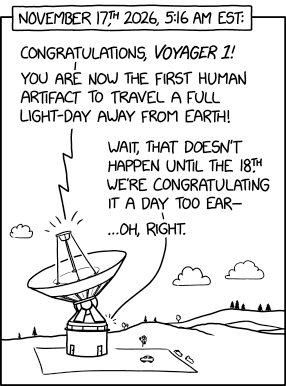 NOVEMBER 17TH 2026, 5:16 AM EST:
CONGRATULATIONS, VOYAGER 1!
YOU ARE NOW THE FIRST HUMAN
ARTIFACT TO TRAVEL A FULL
LIGHT-DAY AWAY FROM EARTH!
WAIT, THAT DOESN'T
HAPPEN UNTIL THE 18TH.
WE'RE CONGRATULATING
IT A DAY TOO EAR–
...OH, RIGHT.